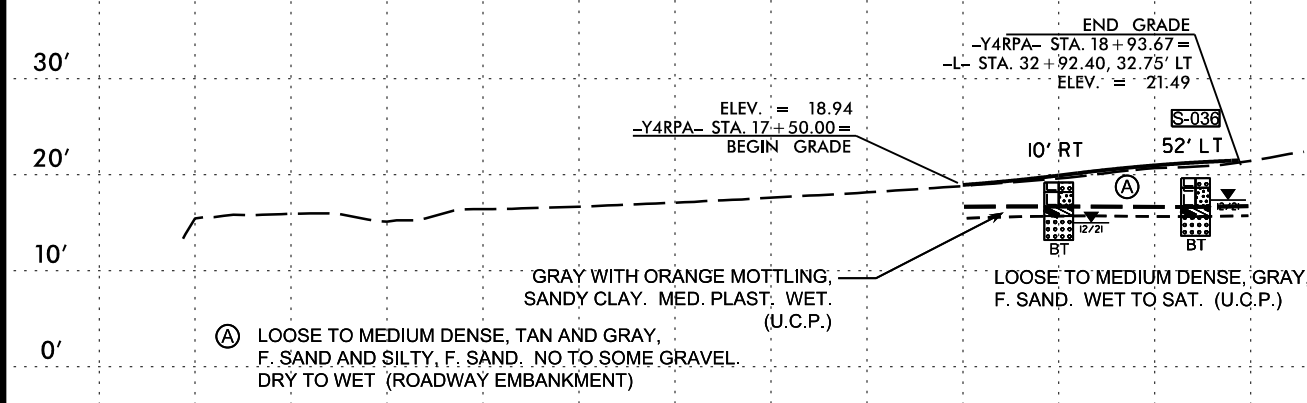 30'
20'
10'
0'
END GRADE
-Y4RPA- STA. 18+93.67 =
-L- STA. 32+92.40, 32.75' LT
ELEV. = 21.49
ELEV. = 18.94
-Y4RPA- STA. 17+50.00 =
BEGIN GRADE
S-036
10' RT
52' LT
A
12/21
BT
BT
GRAY WITH ORANGE MOTTLING,
SANDY CLAY. MED. PLAST. WET.
(U.C.P.)
LOOSE TO MEDIUM DENSE, GRAY,
F. SAND. WET TO SAT. (U.C.P.)
A LOOSE TO MEDIUM DENSE, TAN AND GRAY,
F. SAND AND SILTY, F. SAND. NO TO SOME GRAVEL.
DRY TO WET (ROADWAY EMBANKMENT)